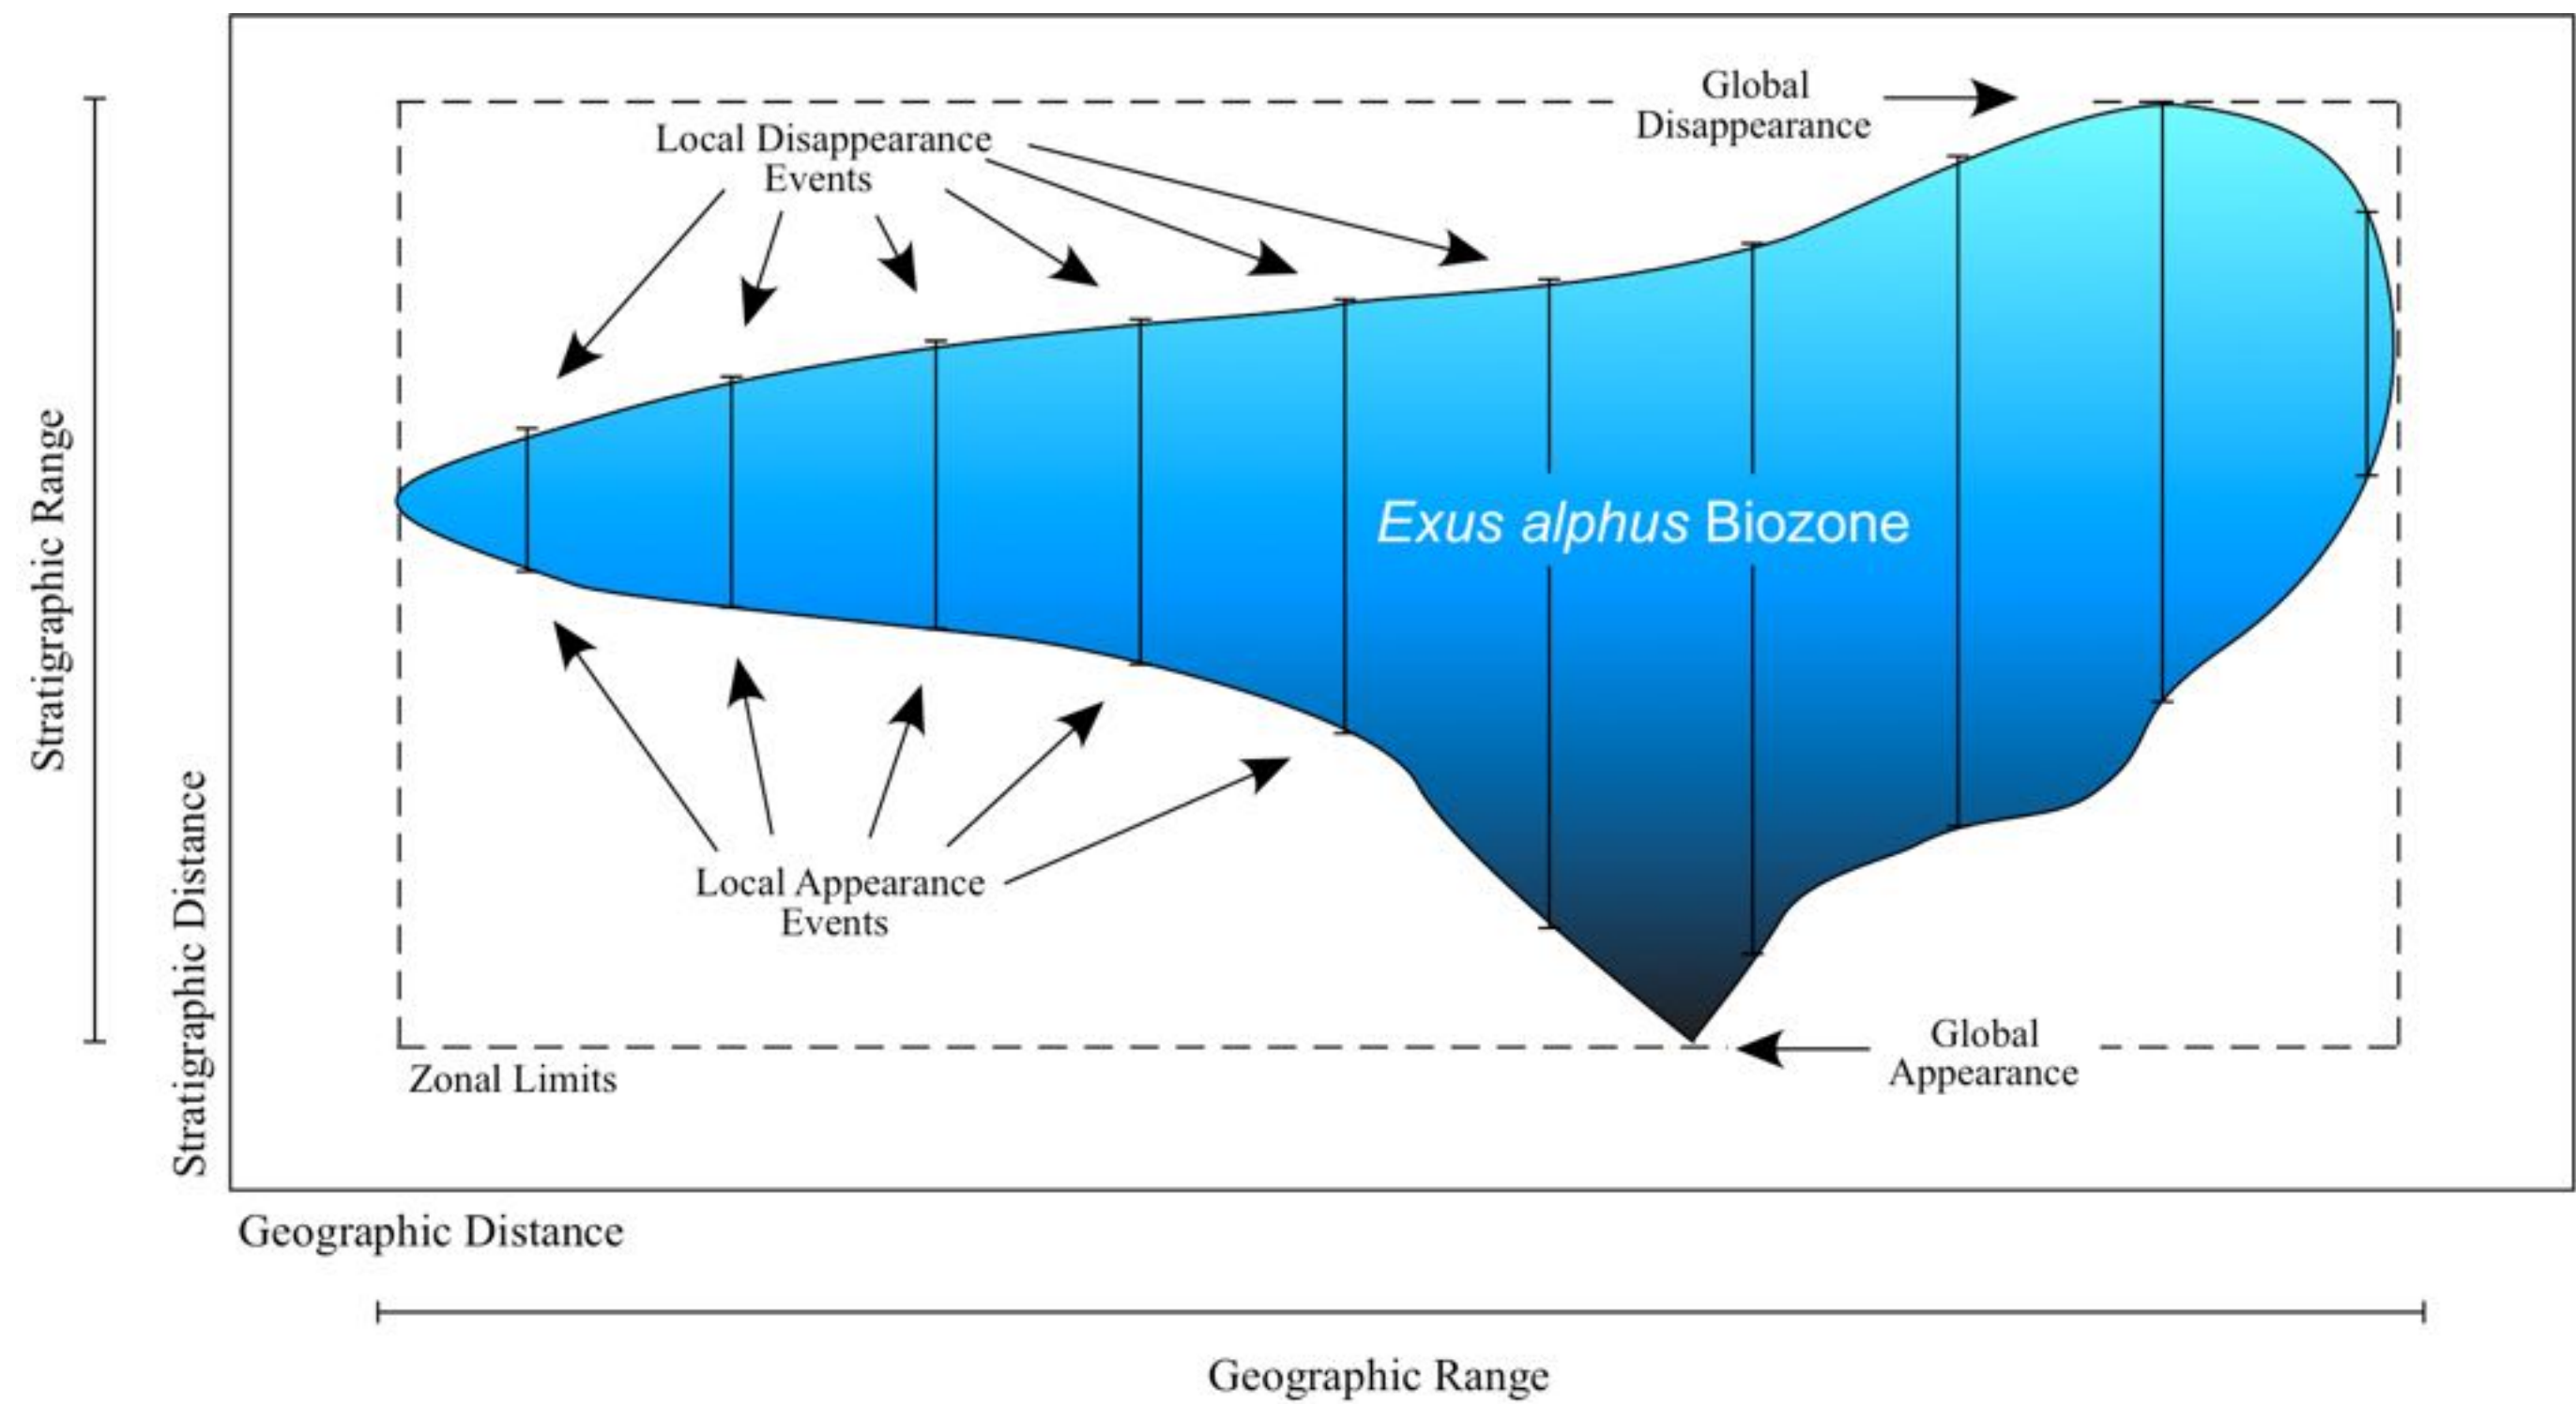 Global
Disappearance
Local Disappearance
Events
Stratigraphic Range
Exus alphus Biozone
Stratigraphic Distance
Local Appearance
Events
Global
Appearance
Zonal Limits
Geographic Distance
Geographic Range